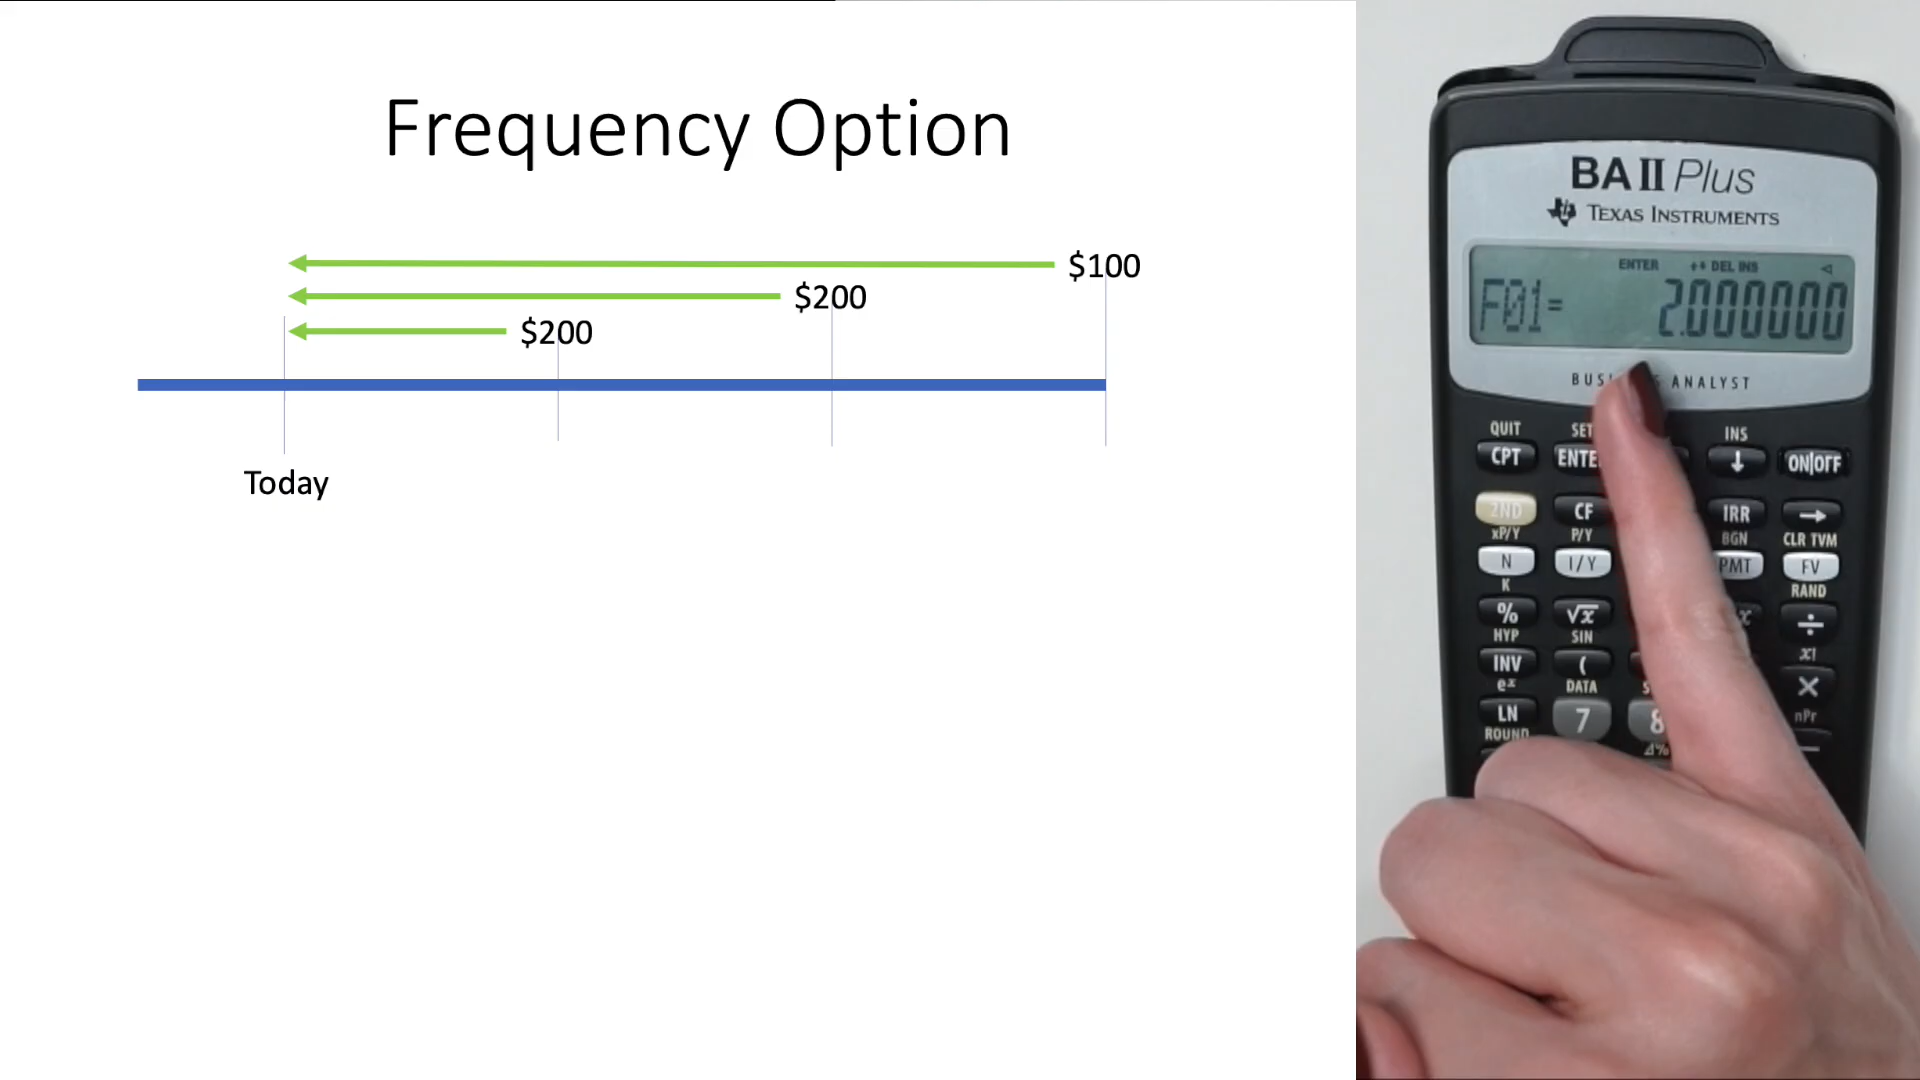 Frequency Option
$100
$200
$200
Today
BA II Plus
TEXAS INSTRUMENTS
ENTER ↑↓ DEL INS ◁
F01= 2.000000
ANALYST
QUIT SET INS
CPT ENTE ↓ ON|OFF
2ND CF IRR →
xP/Y P/Y BGN CLR TVM
N I/Y PMT FV
K RAND
% √x ÷
HYP SIN x!
INV ( ×
eˣ DATA nPr
LN 7 8
ROUND Δ%